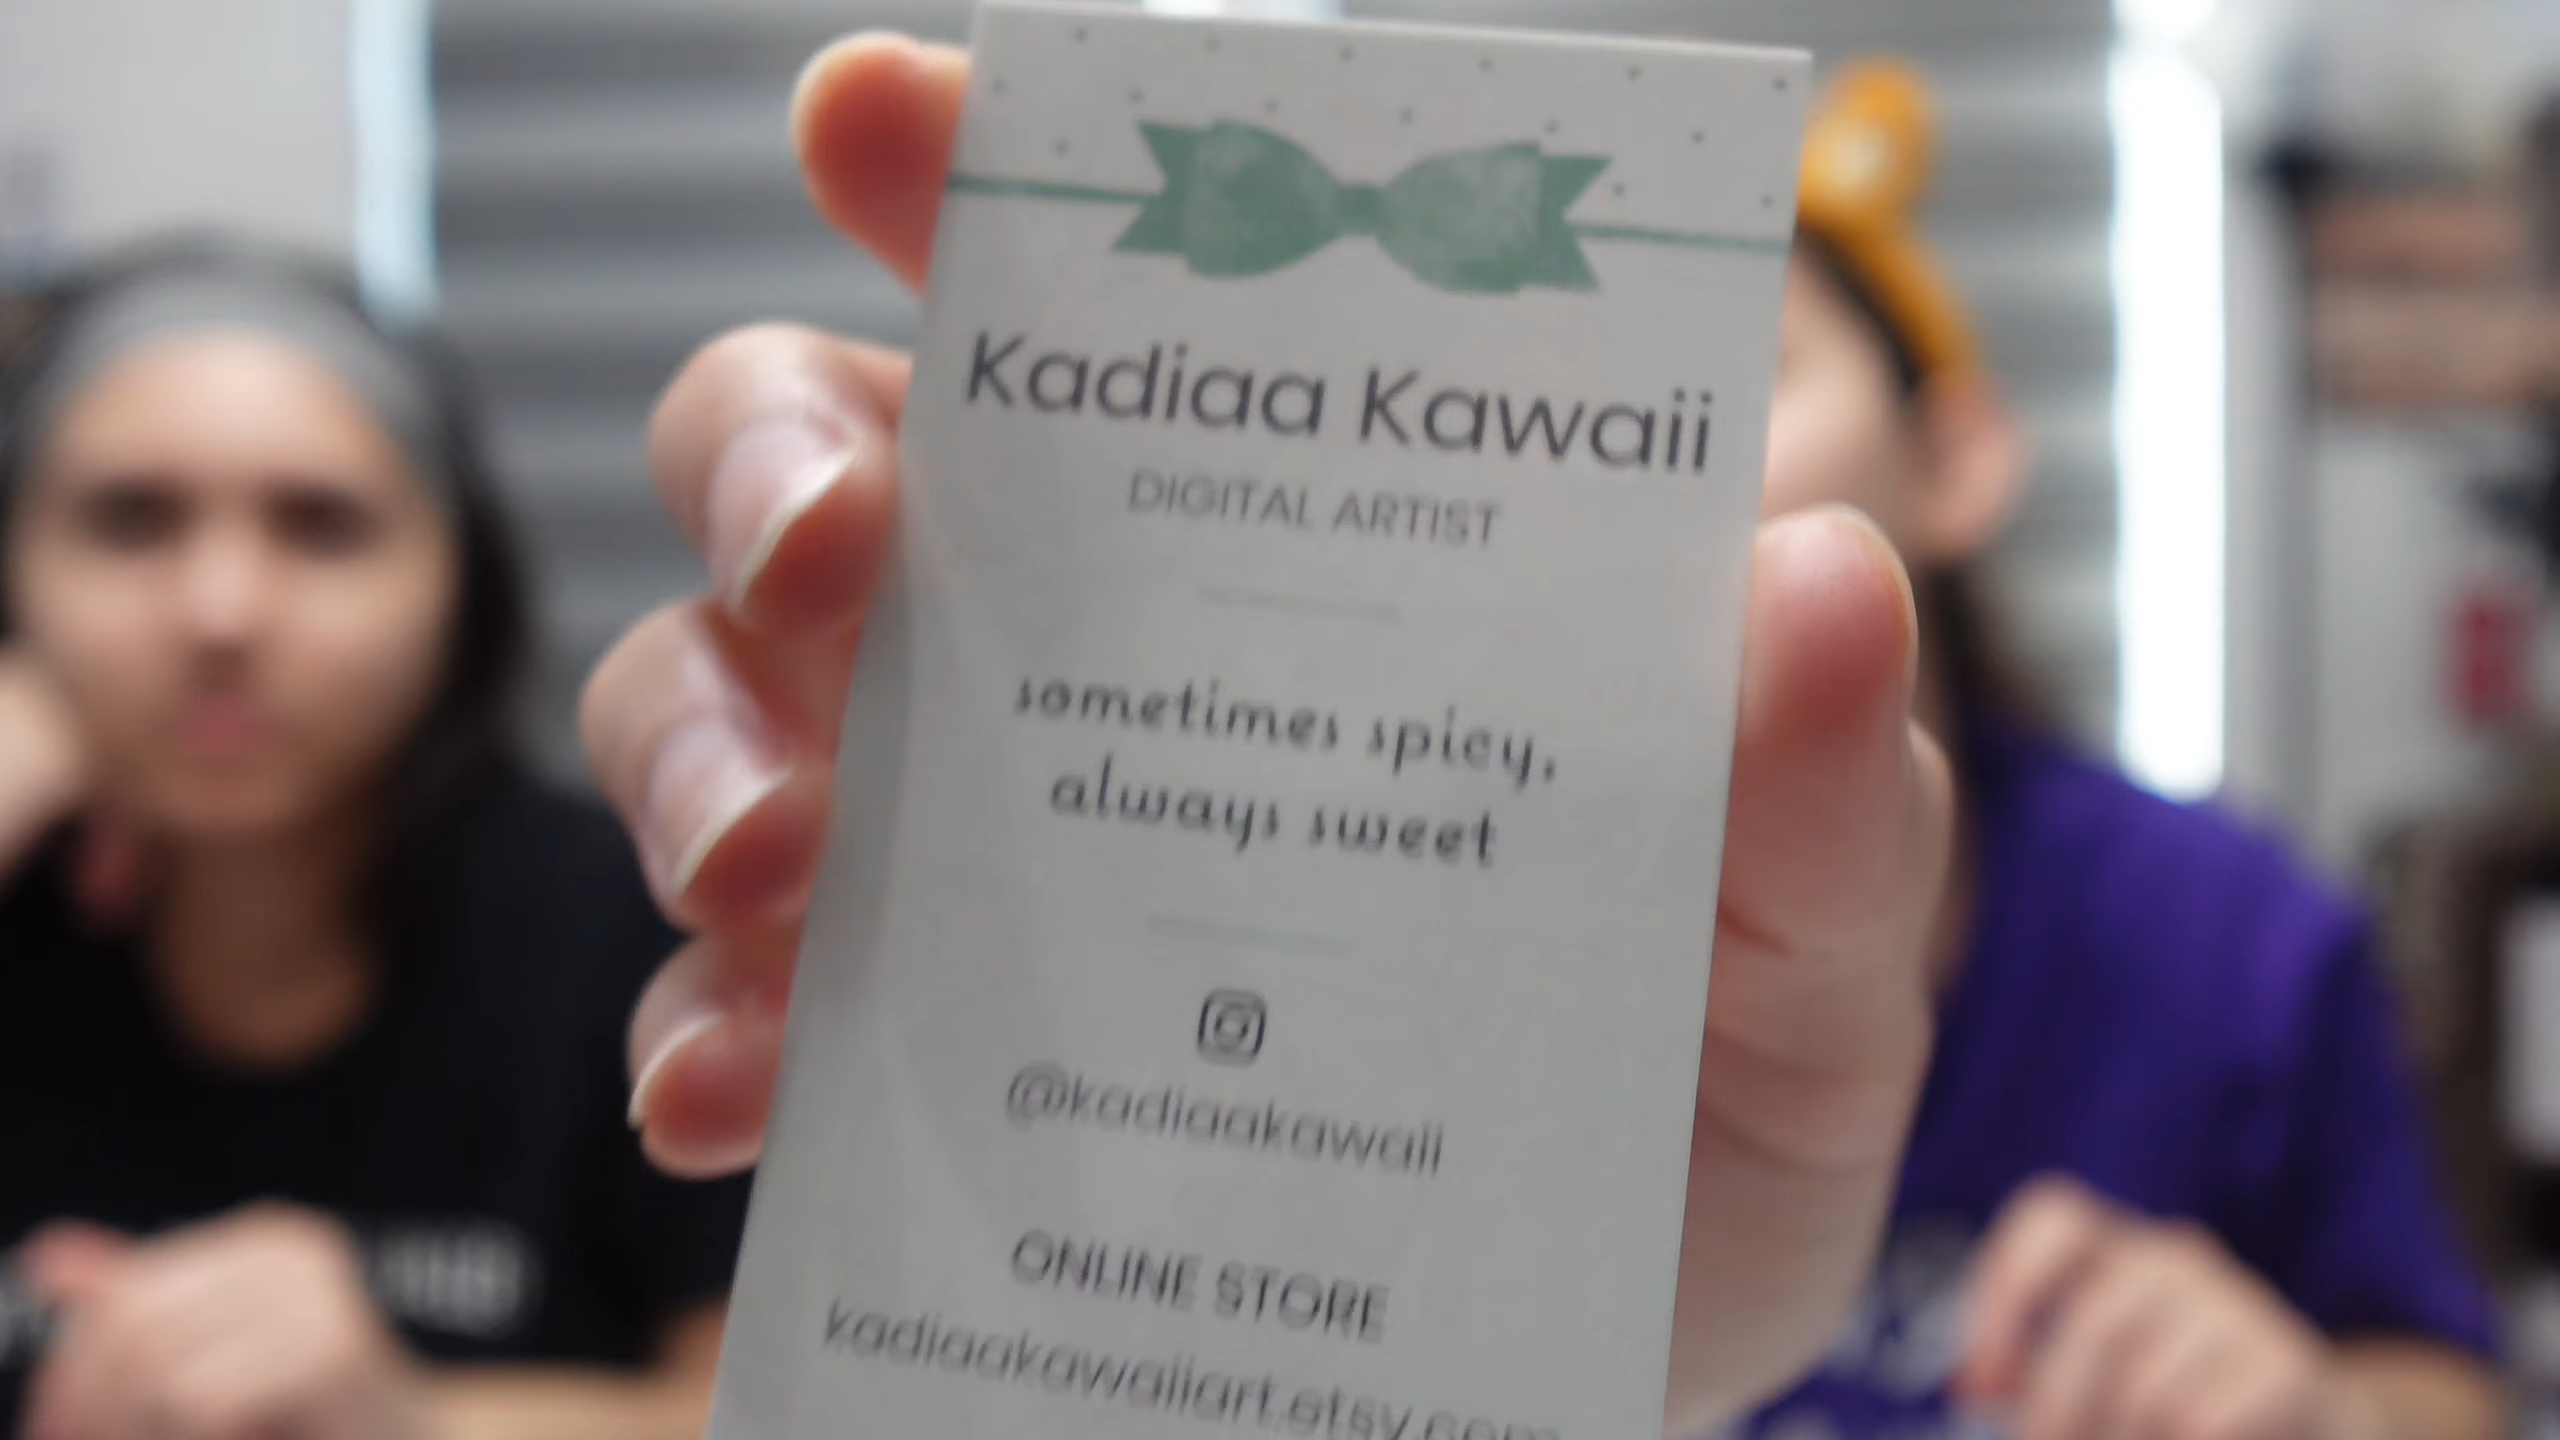 Kadiaa Kawaii
DIGITAL ARTIST
sometimes spicy,
always sweet
@kadiaakawaii
ONLINE STORE
kadiaakawaiiart.etsy.com